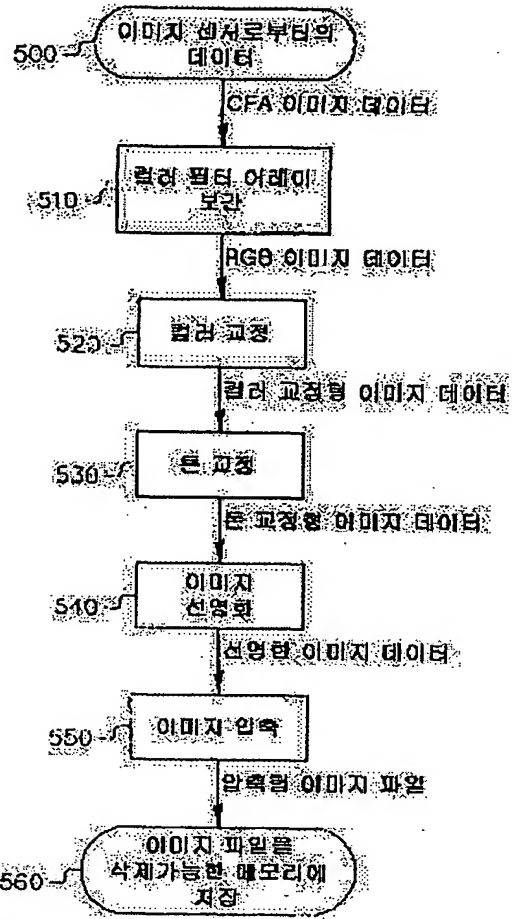 500
이미지 센서로부터의
데이터
CFA 이미지 데이터
510
컬러 필터 어레이
보간
RGB 이미지 데이터
520
컬러 교정
컬러 교정형 이미지 데이터
530
톤 교정
톤 교정형 이미지 데이터
540
이미지
선명화
선명한 이미지 데이터
550
이미지 압축
압축형 이미지 파일
560
이미지 파일은
삭제가능한 메모리에
저장